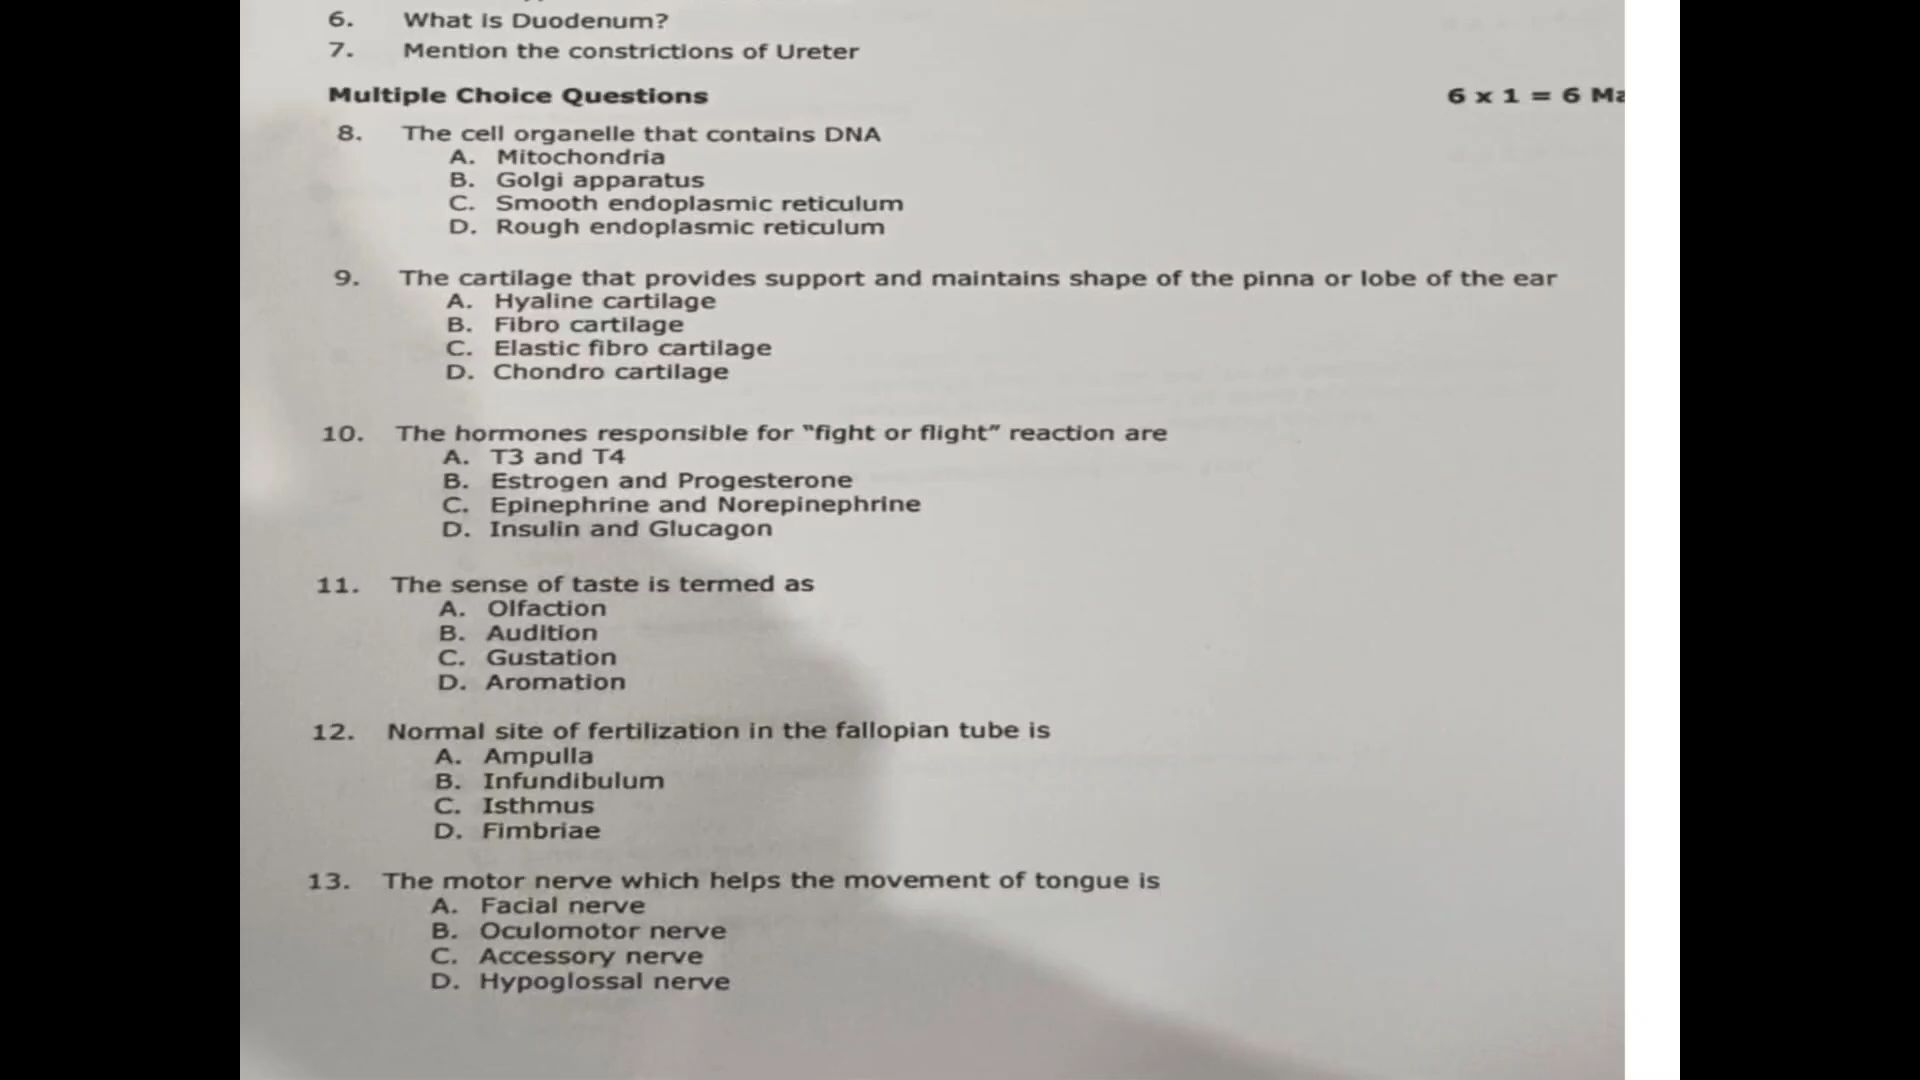 6. What is Duodenum?
7. Mention the constrictions of Ureter
Multiple Choice Questions 6 x 1 = 6 Ma
8. The cell organelle that contains DNA
A. Mitochondria
B. Golgi apparatus
C. Smooth endoplasmic reticulum
D. Rough endoplasmic reticulum
9. The cartilage that provides support and maintains shape of the pinna or lobe of the ear
A. Hyaline cartilage
B. Fibro cartilage
C. Elastic fibro cartilage
D. Chondro cartilage
10. The hormones responsible for "fight or flight" reaction are
A. T3 and T4
B. Estrogen and Progesterone
C. Epinephrine and Norepinephrine
D. Insulin and Glucagon
11. The sense of taste is termed as
A. Olfaction
B. Audition
C. Gustation
D. Aromation
12. Normal site of fertilization in the fallopian tube is
A. Ampulla
B. Infundibulum
C. Isthmus
D. Fimbriae
13. The motor nerve which helps the movement of tongue is
A. Facial nerve
B. Oculomotor nerve
C. Accessory nerve
D. Hypoglossal nerve